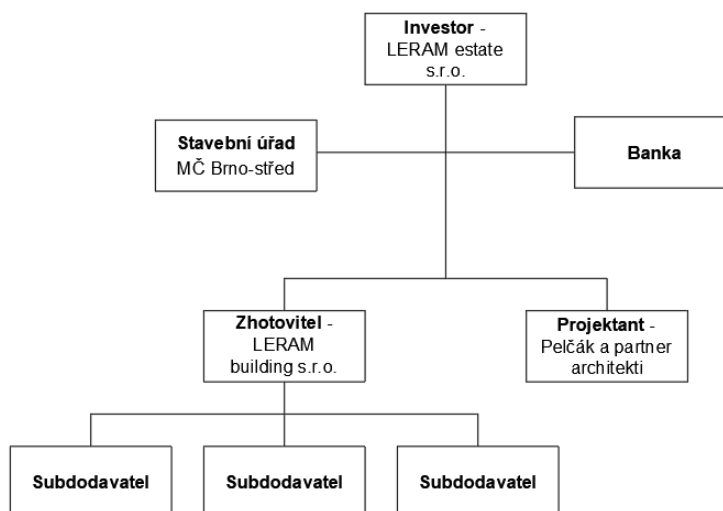 Investor -
LERAM estate
s.r.o.
Stavební úřad
MČ Brno-střed
Banka
Zhotovitel -
LERAM
building s.r.o.
Projektant -
Pelčák a partner
architekti
Subdodavatel
Subdodavatel
Subdodavatel